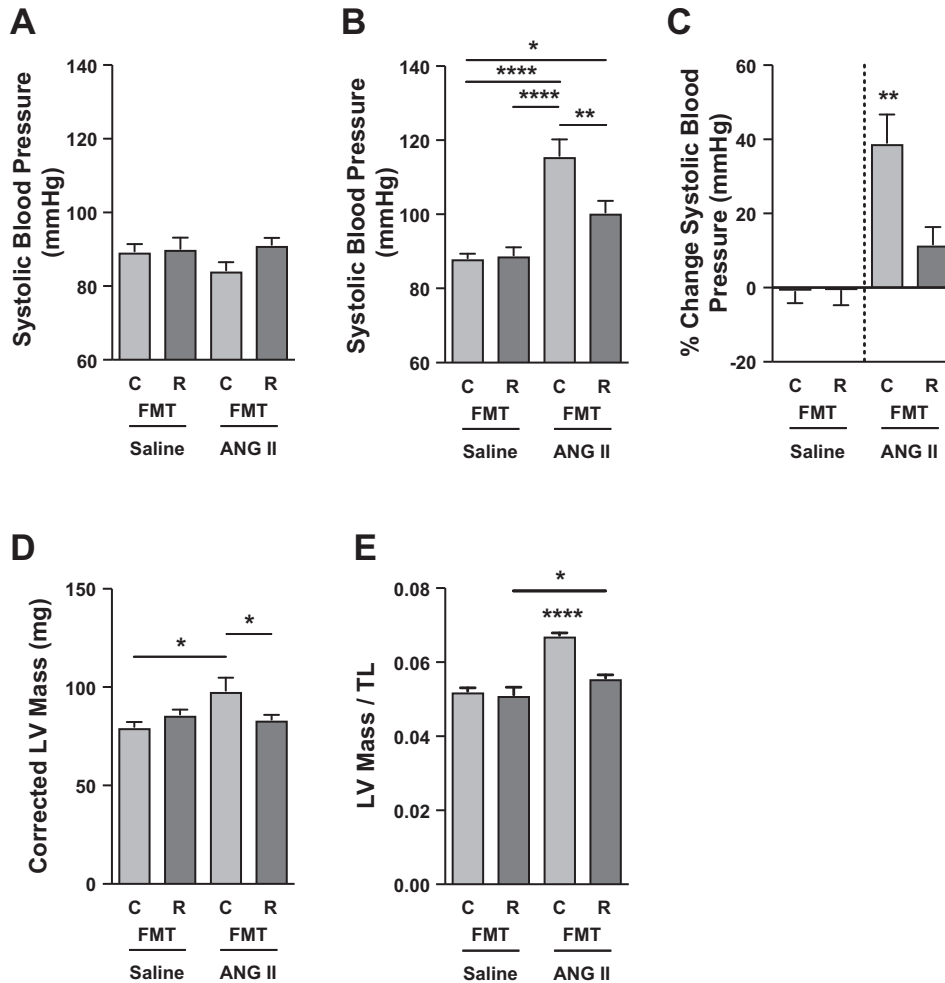 A
Systolic Blood Pressure
(mmHg)
140
120
100
80
60
C R C R
FMT FMT
Saline ANG II
B
Systolic Blood Pressure
(mmHg)
140
120
100
80
60
*
****
****
**
C R C R
FMT FMT
Saline ANG II
C
% Change Systolic Blood
Pressure (mmHg)
60
40
20
0
-20
**
C R C R
FMT FMT
Saline ANG II
D
Corrected LV Mass (mg)
150
100
50
0
*
*
C R C R
FMT FMT
Saline ANG II
E
LV Mass / TL
0.08
0.06
0.04
0.02
0.00
*
****
C R C R
FMT FMT
Saline ANG II